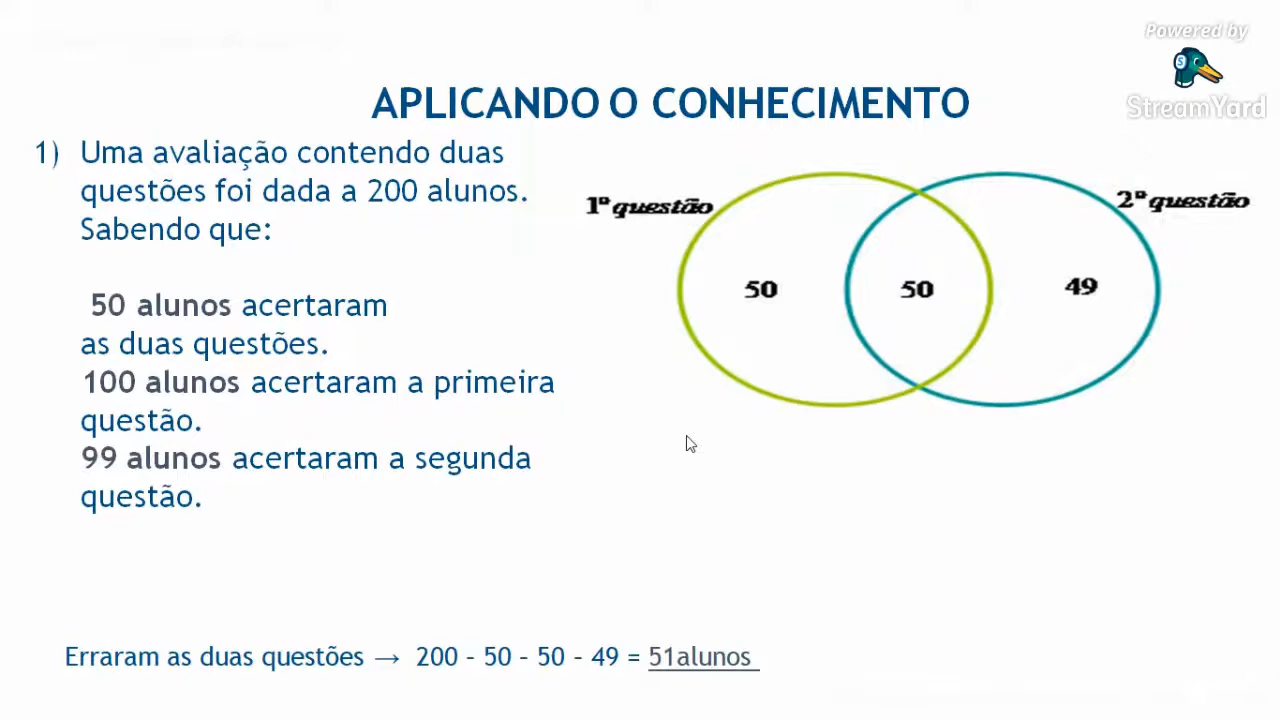 Powered by
StreamYard
APLICANDO O CONHECIMENTO
1) Uma avaliação contendo duas
questões foi dada a 200 alunos.
Sabendo que:
50 alunos acertaram
as duas questões.
100 alunos acertaram a primeira
questão.
99 alunos acertaram a segunda
questão.
1ª questão
2ª questão
50
50
49
Erraram as duas questões → 200 – 50 – 50 – 49 = 51alunos